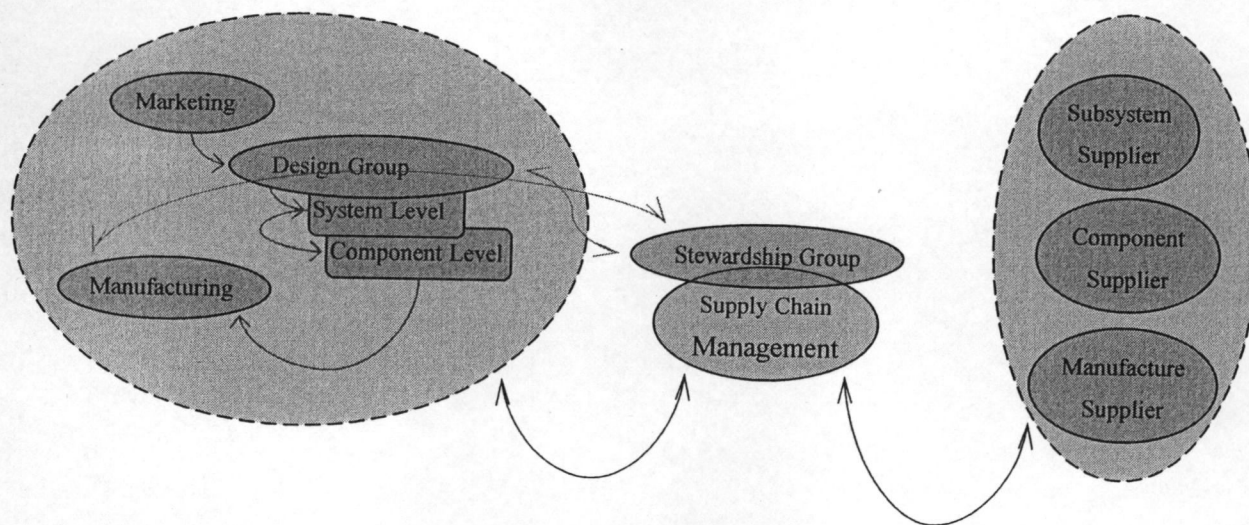 Marketing
Design Group
System Level
Component Level
Manufacturing
Stewardship Group
Supply Chain
Management
Subsystem
Supplier
Component
Supplier
Manufacture
Supplier